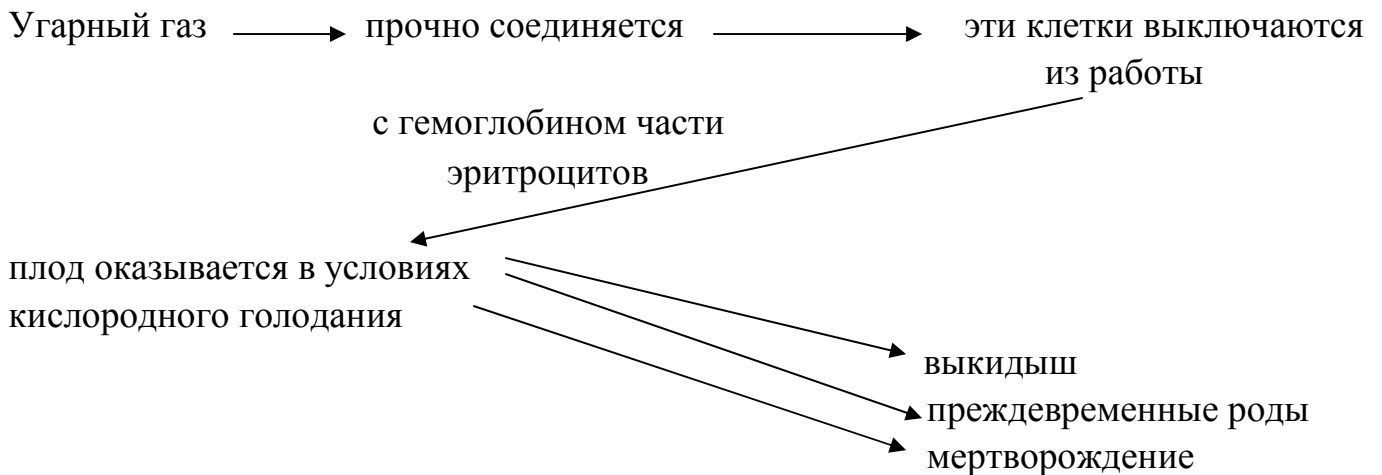 Угарный газ прочно соединяется эти клетки выключаются
из работы
с гемоглобином части
эритроцитов
плод оказывается в условиях
кислородного голодания
выкидыш
преждевременные роды
мертворождение